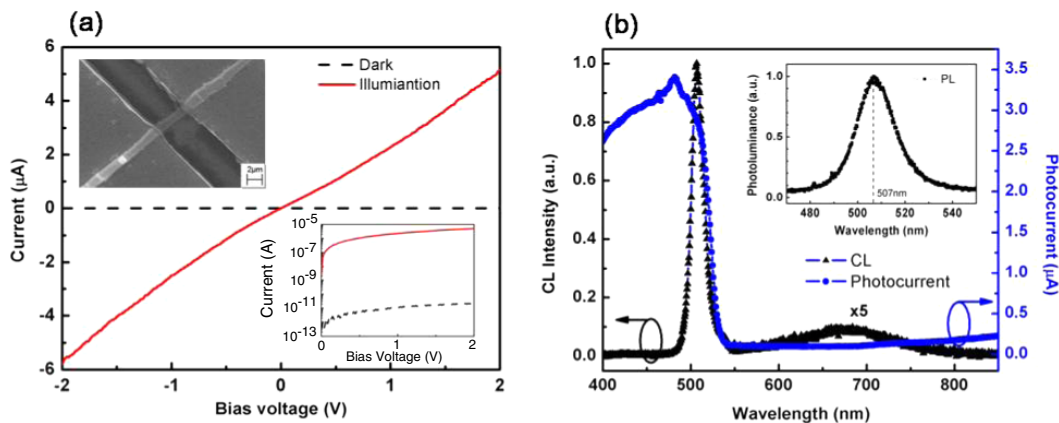 (a)
6
4
2
0
-2
-4
-6
Current (μA)
-2
-1
0
1
2
Bias voltage (V)
Dark
Illumiantion
2μm
10-5
10-7
10-9
10-11
10-13
Current (A)
0
1
2
Bias Voltage (V)
(b)
1.0
0.8
0.6
0.4
0.2
0.0
CL Intensity (a.u.)
400
500
600
700
800
Wavelength (nm)
3.5
3.0
2.5
2.0
1.5
1.0
0.5
0.0
Photocurrent (μA)
CL
Photocurrent
x5
PL
1.0
0.5
0.0
Photoluminance (a.u.)
507nm
480
500
520
540
Wavelength (nm)